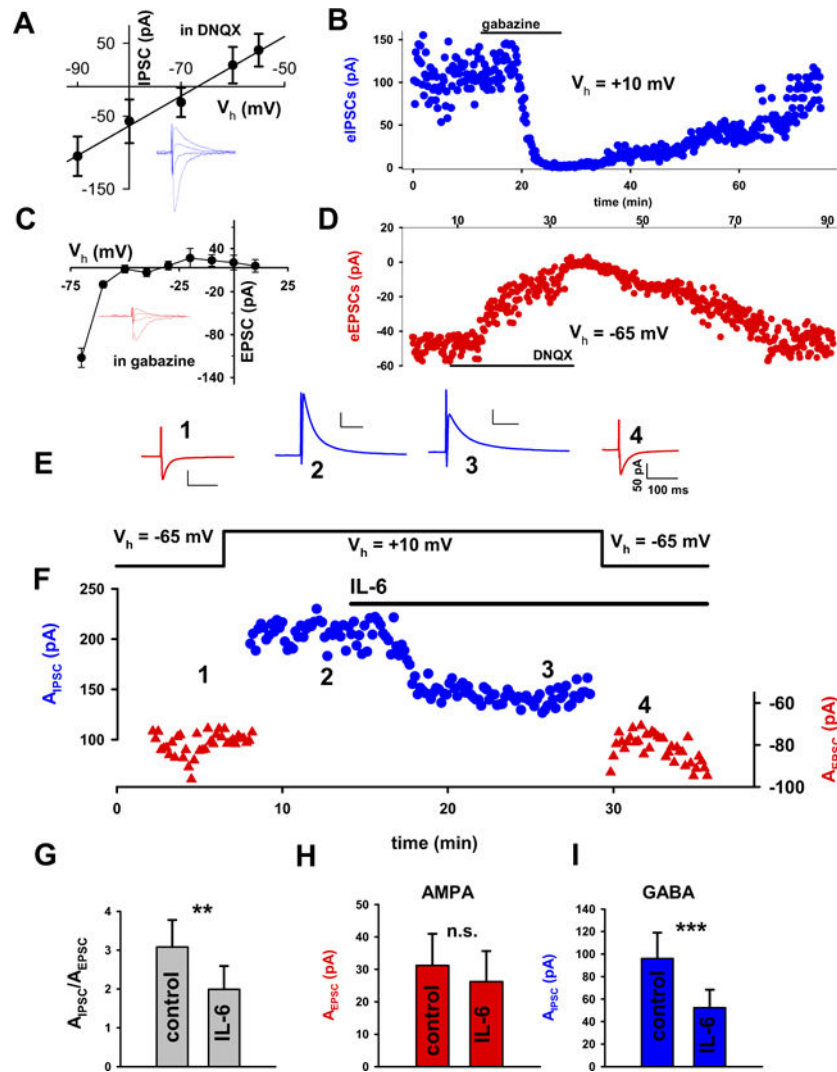 A
IPSC (pA)
in DNQX
50
-90
-70
-50
V_h (mV)
-50
-150
B
gabazine
150
100
50
0
eIPSCs (pA)
V_h = +10 mV
0
20
40
60
time (min)
C
V_h (mV)
40
-75
-25
25
-20
-80
-140
EPSC (pA)
in gabazine
D
10
30
50
70
90
20
0
-20
-40
-60
eEPSCs (pA)
V_h = -65 mV
DNQX
E
1
2
3
4
50 pA
100 ms
V_h = -65 mV
V_h = +10 mV
V_h = -65 mV
F
IL-6
250
200
150
100
A_IPSC (pA)
1
2
3
4
-60
-80
-100
A_EPSC (pA)
0
10
20
30
time (min)
G
**
4
3
2
1
0
A_IPSC/A_EPSC
control
IL-6
H
AMPA
n.s.
50
40
30
20
10
0
A_EPSC (pA)
control
IL-6
I
GABA
***
140
120
100
80
60
40
20
0
A_IPSC (pA)
control
IL-6